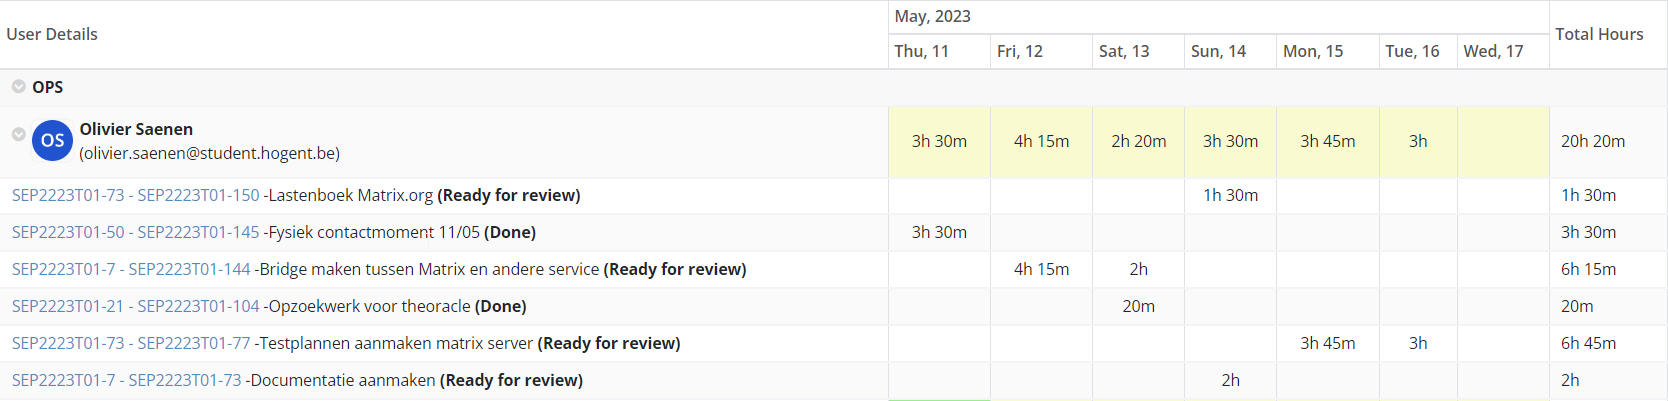 User Details May, 2023 Total Hours
Thu, 11 Fri, 12 Sat, 13 Sun, 14 Mon, 15 Tue, 16 Wed, 17
OPS
OS Olivier Saenen
(olivier.saenen@student.hogent.be) 3h 30m 4h 15m 2h 20m 3h 30m 3h 45m 3h 20h 20m
SEP2223T01-73 - SEP2223T01-150 -Lastenboek Matrix.org (Ready for review) 1h 30m 1h 30m
SEP2223T01-50 - SEP2223T01-145 -Fysiek contactmoment 11/05 (Done) 3h 30m 3h 30m
SEP2223T01-7 - SEP2223T01-144 -Bridge maken tussen Matrix en andere service (Ready for review) 4h 15m 2h 6h 15m
SEP2223T01-21 - SEP2223T01-104 -Opzoekwerk voor theoracle (Done) 20m 20m
SEP2223T01-73 - SEP2223T01-77 -Testplannen aanmaken matrix server (Ready for review) 3h 45m 3h 6h 45m
SEP2223T01-7 - SEP2223T01-73 -Documentatie aanmaken (Ready for review) 2h 2h